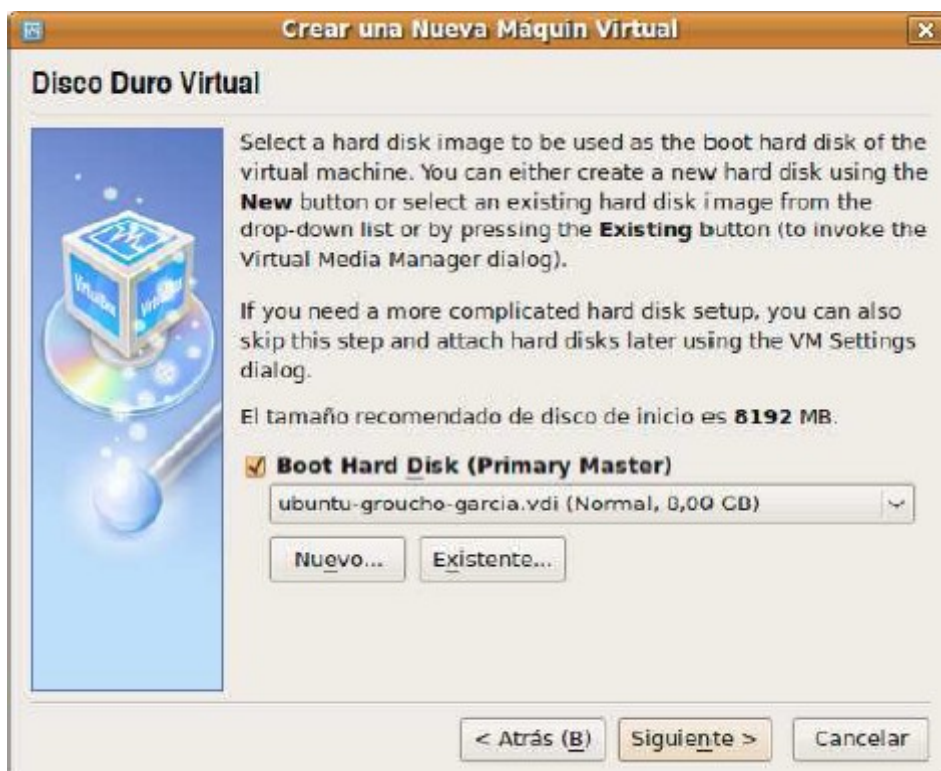 Crear una Nueva Máquin Virtual
Disco Duro Virtual
Select a hard disk image to be used as the boot hard disk of the
virtual machine. You can either create a new hard disk using the
New button or select an existing hard disk image from the
drop-down list or by pressing the Existing button (to invoke the
Virtual Media Manager dialog).
If you need a more complicated hard disk setup, you can also
skip this step and attach hard disks later using the VM Settings
dialog.
El tamaño recomendado de disco de inicio es 8192 MB.
Boot Hard Disk (Primary Master)
ubuntu-groucho-garcia.vdi (Normal, 8,00 GB)
Nuevo...
Existente...
< Atrás (B)
Siguiente >
Cancelar